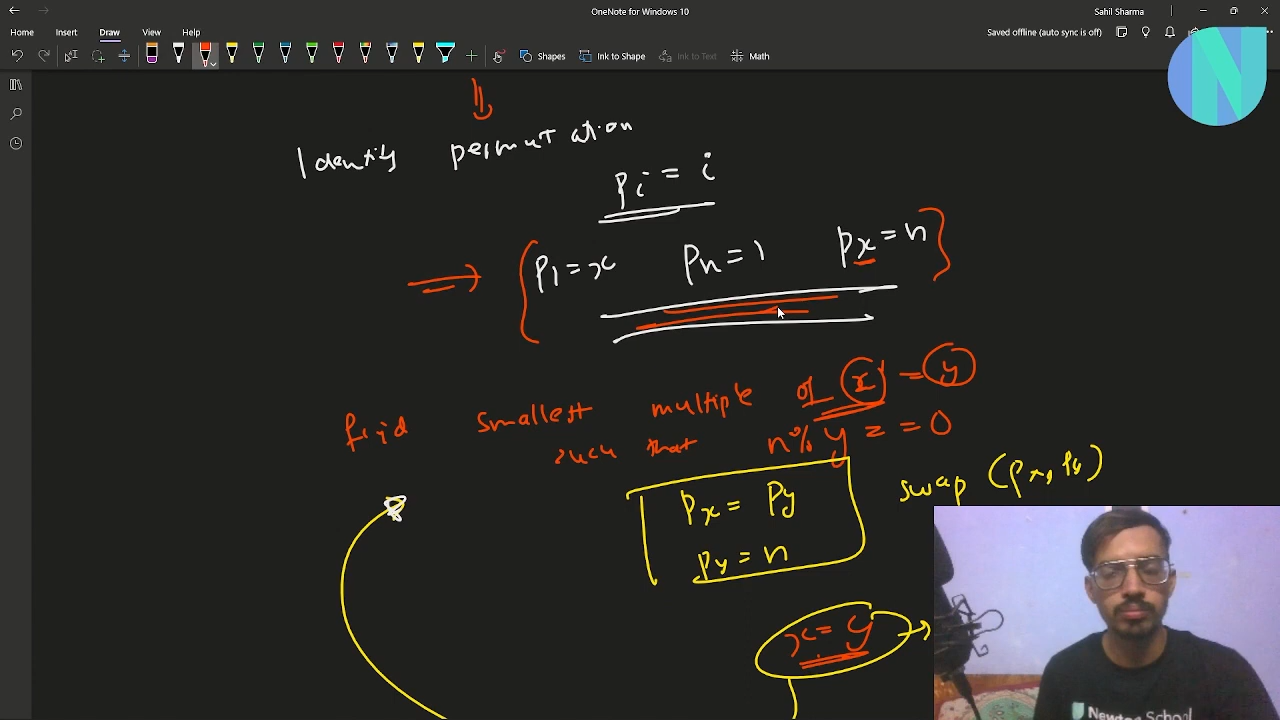 OneNote for Windows 10
Sahil Sharma
Home Insert Draw View Help
Saved offline (auto sync is off)
Shapes Ink to Shape Ink to Text Math
Identity permutation
Pi = i
P1 = x Pn = 1 Px = n
find smallest multiple of x = y
such that n % y == 0
Px = Py
Py = n
swap (Px, Py)
x = y
Newton School